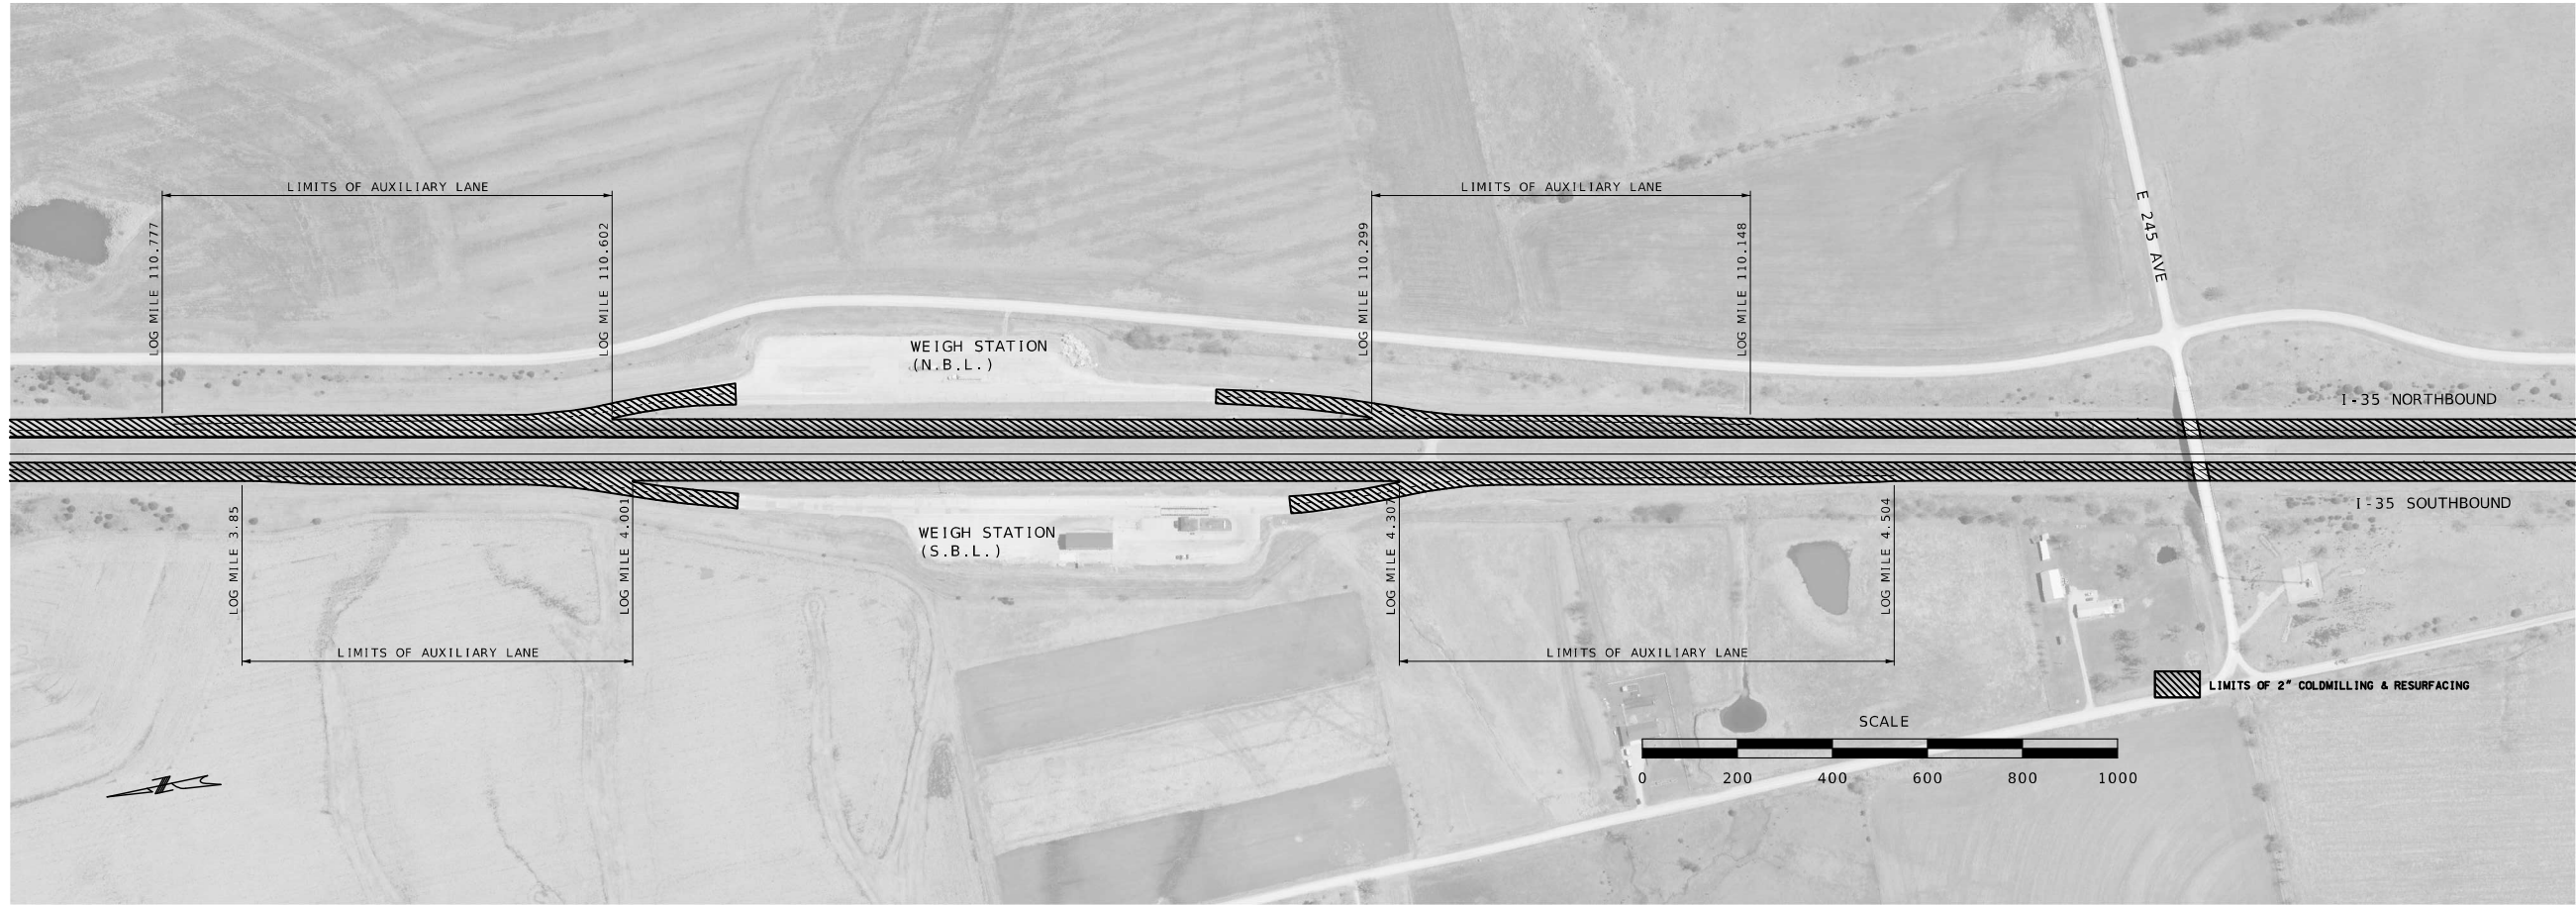 LIMITS OF AUXILIARY LANE
LIMITS OF AUXILIARY LANE
LOG MILE 110.777
LOG MILE 110.602
LOG MILE 110.299
LOG MILE 110.148
E 245 AVE
WEIGH STATION
(N.B.L.)
I-35 NORTHBOUND
I-35 SOUTHBOUND
LOG MILE 3.85
LOG MILE 4.001
WEIGH STATION
(S.B.L.)
LOG MILE 4.307
LOG MILE 4.504
LIMITS OF AUXILIARY LANE
LIMITS OF AUXILIARY LANE
LIMITS OF 2" COLDMILLING & RESURFACING
SCALE
0 200 400 600 800 1000